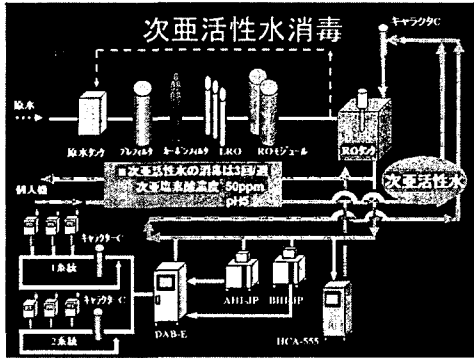 次亜活性水消毒
キャラクタC
原水
原水タンク
プレフィルタ
カーボンフィルタ
LRO
ROモジュール
ROタンク
■次亜活性水の消毒は3回/週
次亜塩素酸濃度 50ppm
次亜活性水
個人機
キャラクターC
1系統
キャラクターC
2系統
DAB-E
AHI-JP
BHI-JP
HCA-555